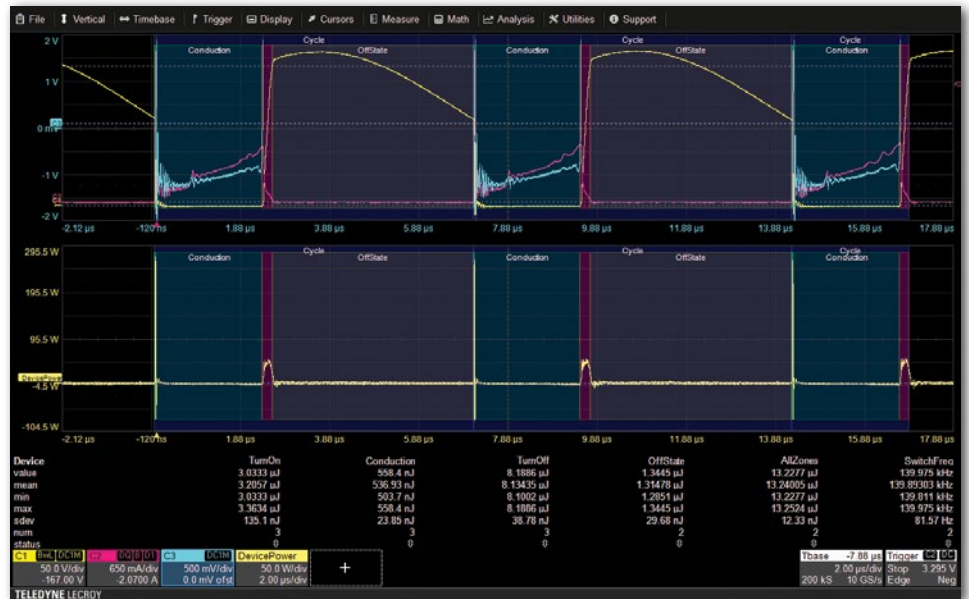 File Vertical Timebase Trigger Display Cursors Measure Math Analysis Utilities Support
2 V
Cycle Cycle Cycle
Conduction OffState Conduction OffState Conduction
1 V
C3
0 mV
-1 V
-2 V
-2.12 µs -120 ns 1.88 µs 3.88 µs 5.88 µs 7.88 µs 9.88 µs 11.88 µs 13.88 µs 15.88 µs 17.88 µs
295.5 W
Cycle Cycle Cycle
Conduction OffState Conduction OffState Conduction
195.5 W
95.5 W
DevicePower
-4.5 W
-104.5 W
-2.12 µs -120 ns 1.88 µs 3.88 µs 5.88 µs 7.88 µs 9.88 µs 11.88 µs 13.88 µs 15.88 µs 17.88 µs
Device TurnOn Conduction TurnOff OffState AllZones SwitchFreq
value 3.0333 µJ 558.4 nJ 8.1886 µJ 1.3445 µJ 13.2277 µJ 139.975 kHz
mean 3.2057 µJ 536.93 nJ 8.13435 µJ 1.31478 µJ 13.24005 µJ 139.89303 kHz
min 3.0333 µJ 503.7 nJ 8.1002 µJ 1.2851 µJ 13.2277 µJ 139.811 kHz
max 3.3634 µJ 558.4 nJ 8.1886 µJ 1.3445 µJ 13.2524 µJ 139.975 kHz
sdev 135.1 nJ 23.85 nJ 38.78 nJ 29.68 nJ 12.33 nJ 81.57 Hz
num 3 3 3 2 2 2
status 0 0 0 0 0 0
C1 BwL DC1M C2 DQ B D1 C3 DC1M DevicePower Tbase -7.88 µs Trigger C2 DC
50.0 V/div 650 mA/div 500 mV/div 50.0 W/div + 2.00 µs/div Stop 3.295 V
-167.00 V -2.0700 A 0.0 mV ofst 2.00 µs/div 200 kS 10 GS/s Edge Neg
TELEDYNE LECROY